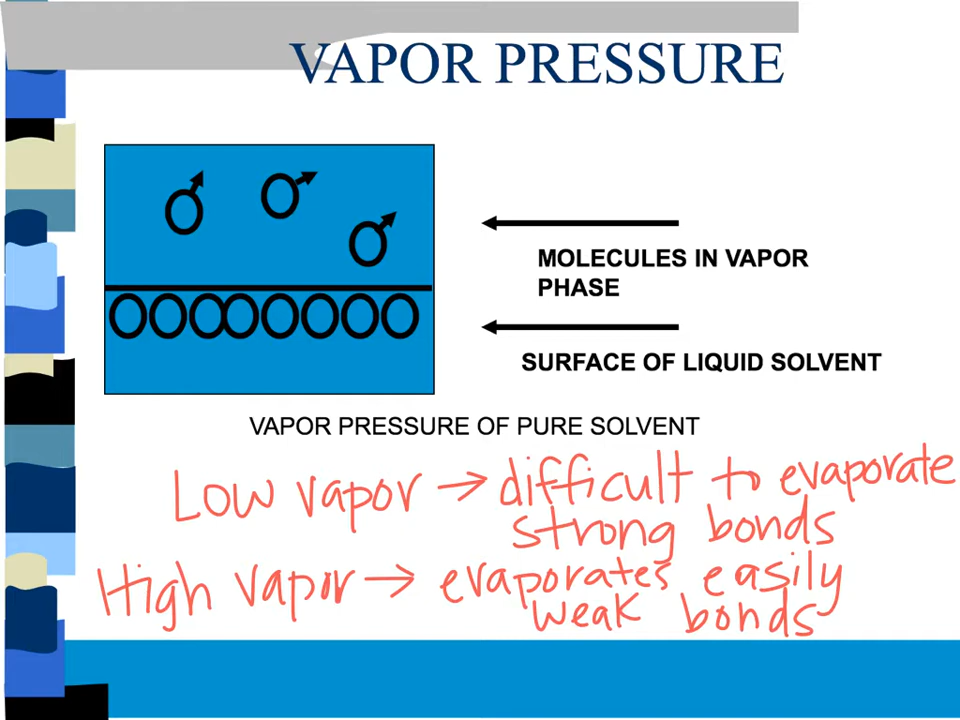 VAPOR PRESSURE
MOLECULES IN VAPOR
PHASE
SURFACE OF LIQUID SOLVENT
VAPOR PRESSURE OF PURE SOLVENT
Low vapor → difficult to evaporate
strong bonds
High vapor → evaporates easily
weak bonds